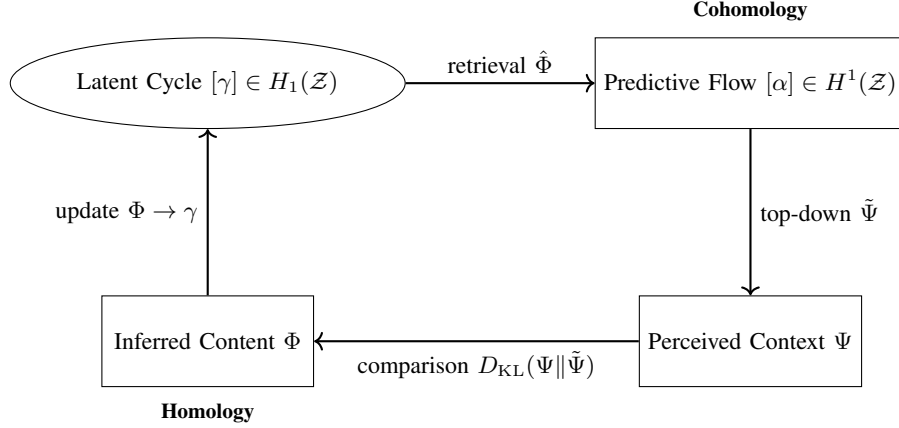 Cohomology
Latent Cycle [γ] ∈ H₁(𝒵)
retrieval Φ̂
Predictive Flow [α] ∈ H¹(𝒵)
update Φ → γ
top-down Ψ̃
Inferred Content Φ
comparison D_KL(Ψ∥Ψ̃)
Perceived Context Ψ
Homology